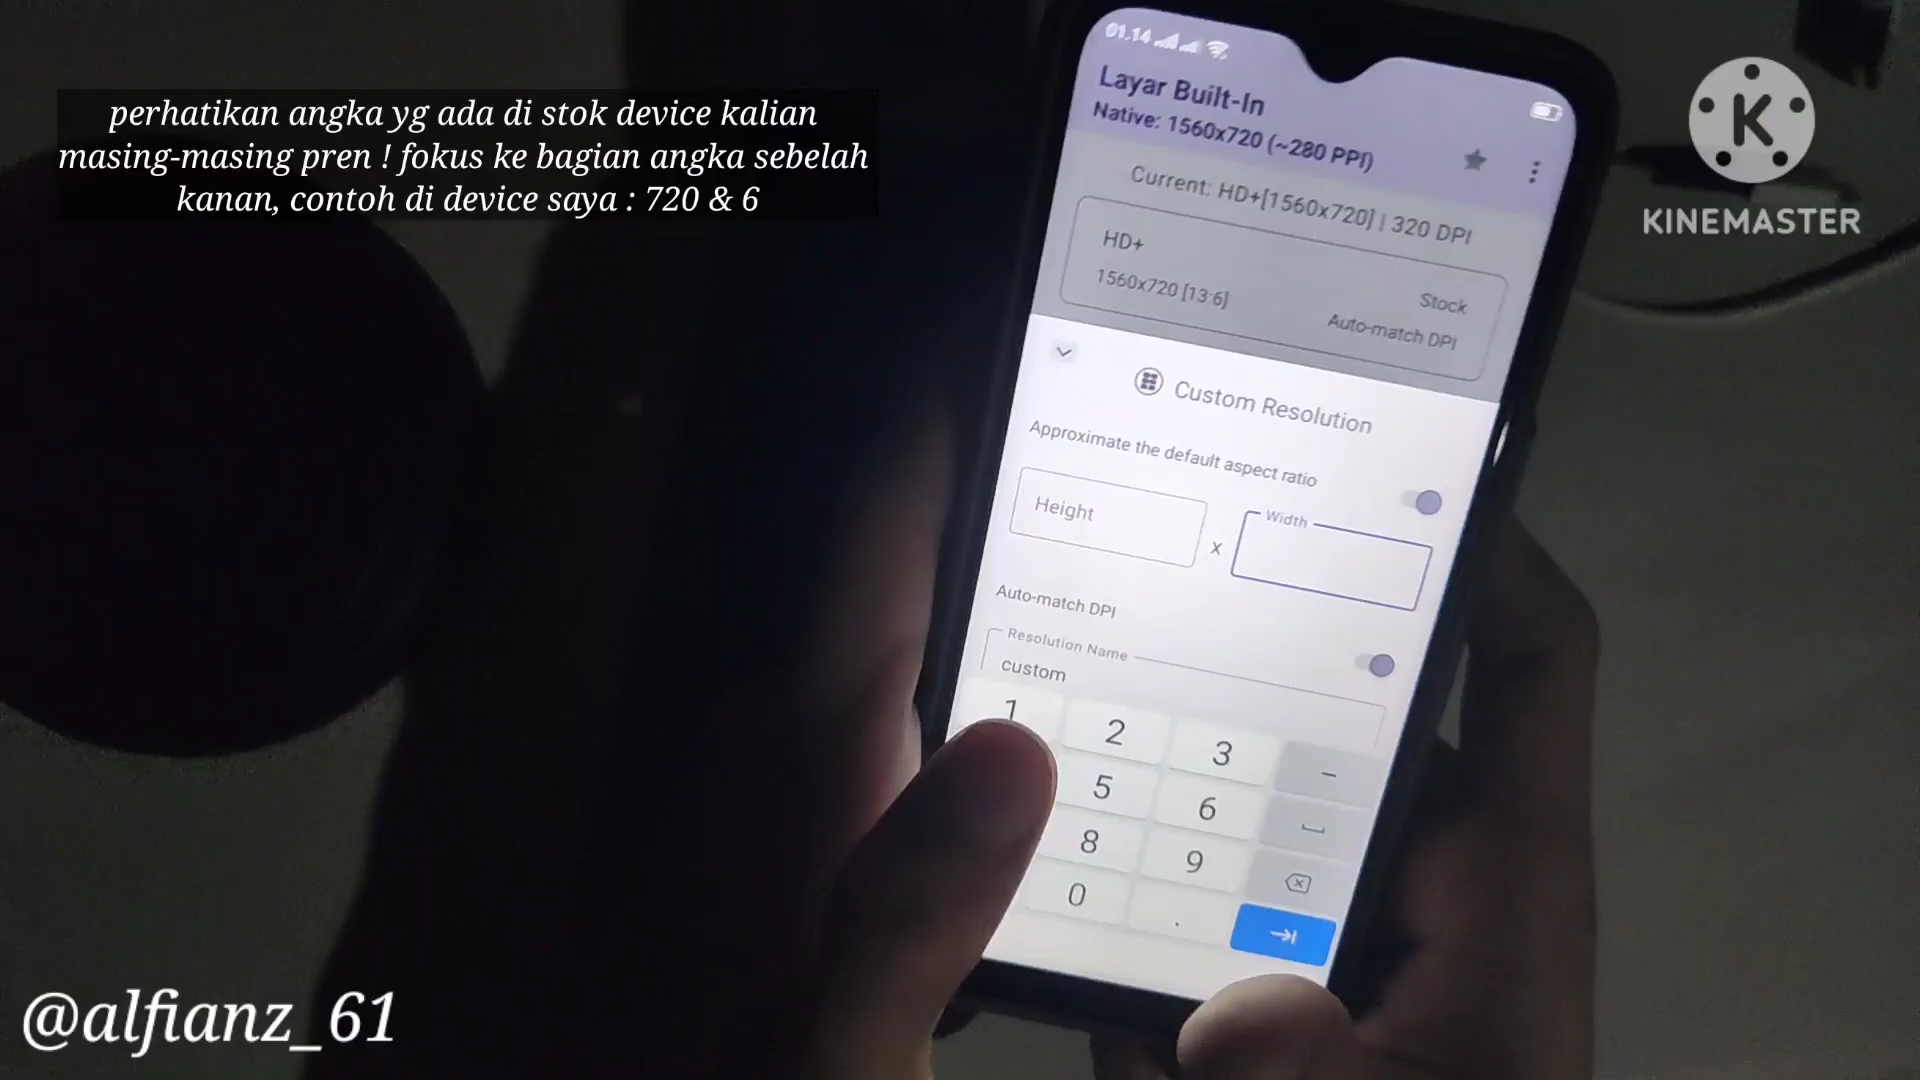 perhatikan angka yg ada di stok device kalian
masing-masing pren ! fokus ke bagian angka sebelah
kanan, contoh di device saya : 720 & 6
K
KINEMASTER
01.14
Layar Built-In
Native: 1560x720 (~280 PPI)
Current: HD+[1560x720] | 320 DPI
HD+
1560x720 [13:6]
Stock
Auto-match DPI
Custom Resolution
Approximate the default aspect ratio
Height
x
Width
Auto-match DPI
Resolution Name
custom
1 2 3 -
5 6
8 9
0 .
@alfianz_61